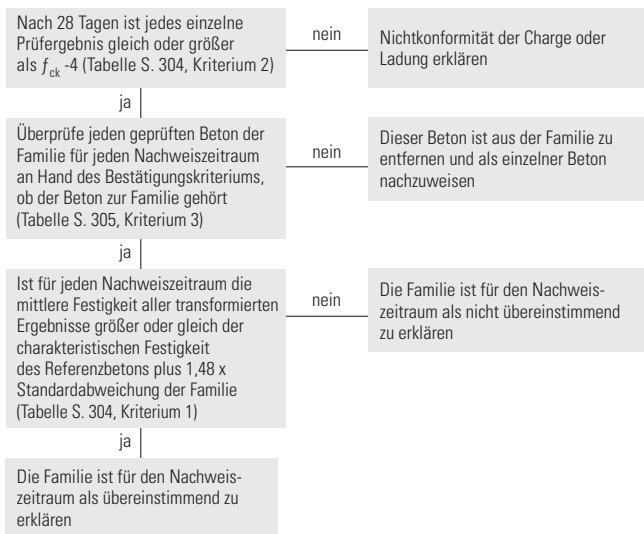 Nach 28 Tagen ist jedes einzelne
Prüfergebnis gleich oder größer
als f_ck -4 (Tabelle S. 304, Kriterium 2)
nein
Nichtkonformität der Charge oder
Ladung erklären
ja
Überprüfe jeden geprüften Beton der
Familie für jeden Nachweiszeitraum
an Hand des Bestätigungskriteriums,
ob der Beton zur Familie gehört
(Tabelle S. 305, Kriterium 3)
nein
Dieser Beton ist aus der Familie zu
entfernen und als einzelner Beton
nachzuweisen
ja
Ist für jeden Nachweiszeitraum die
mittlere Festigkeit aller transformierten
Ergebnisse größer oder gleich der
charakteristischen Festigkeit
des Referenzbetons plus 1,48 x
Standardabweichung der Familie
(Tabelle S. 304, Kriterium 1)
nein
Die Familie ist für den Nachweis-
zeitraum als nicht übereinstimmend
zu erklären
ja
Die Familie ist für den Nachweis-
zeitraum als übereinstimmend zu
erklären